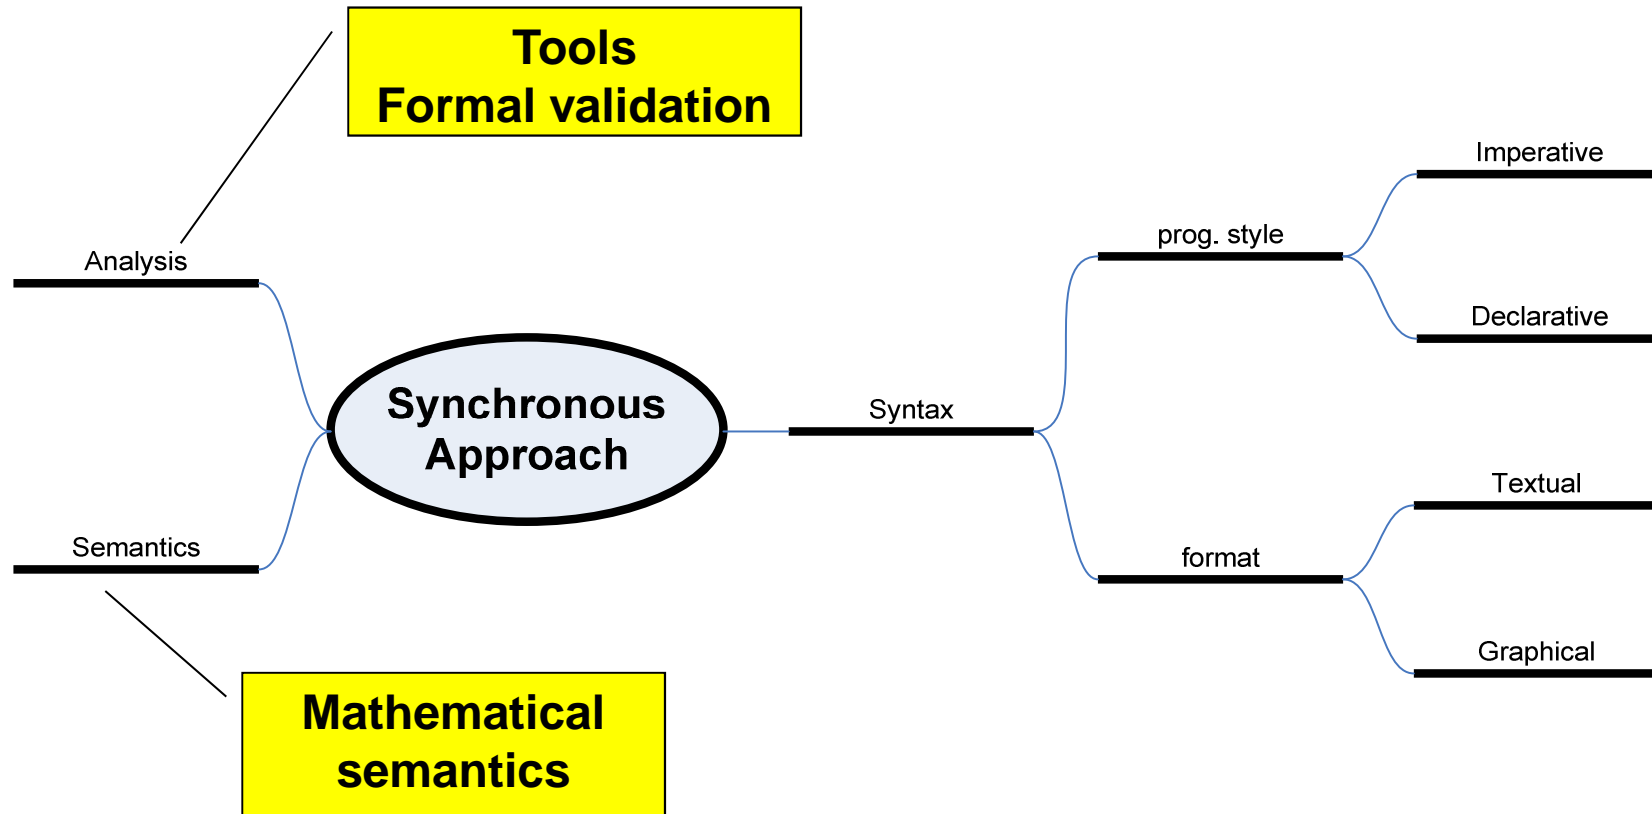 Tools
Formal validation
Imperative
prog. style
Analysis
Declarative
Synchronous
Approach
Syntax
Textual
Semantics
format
Graphical
Mathematical
semantics